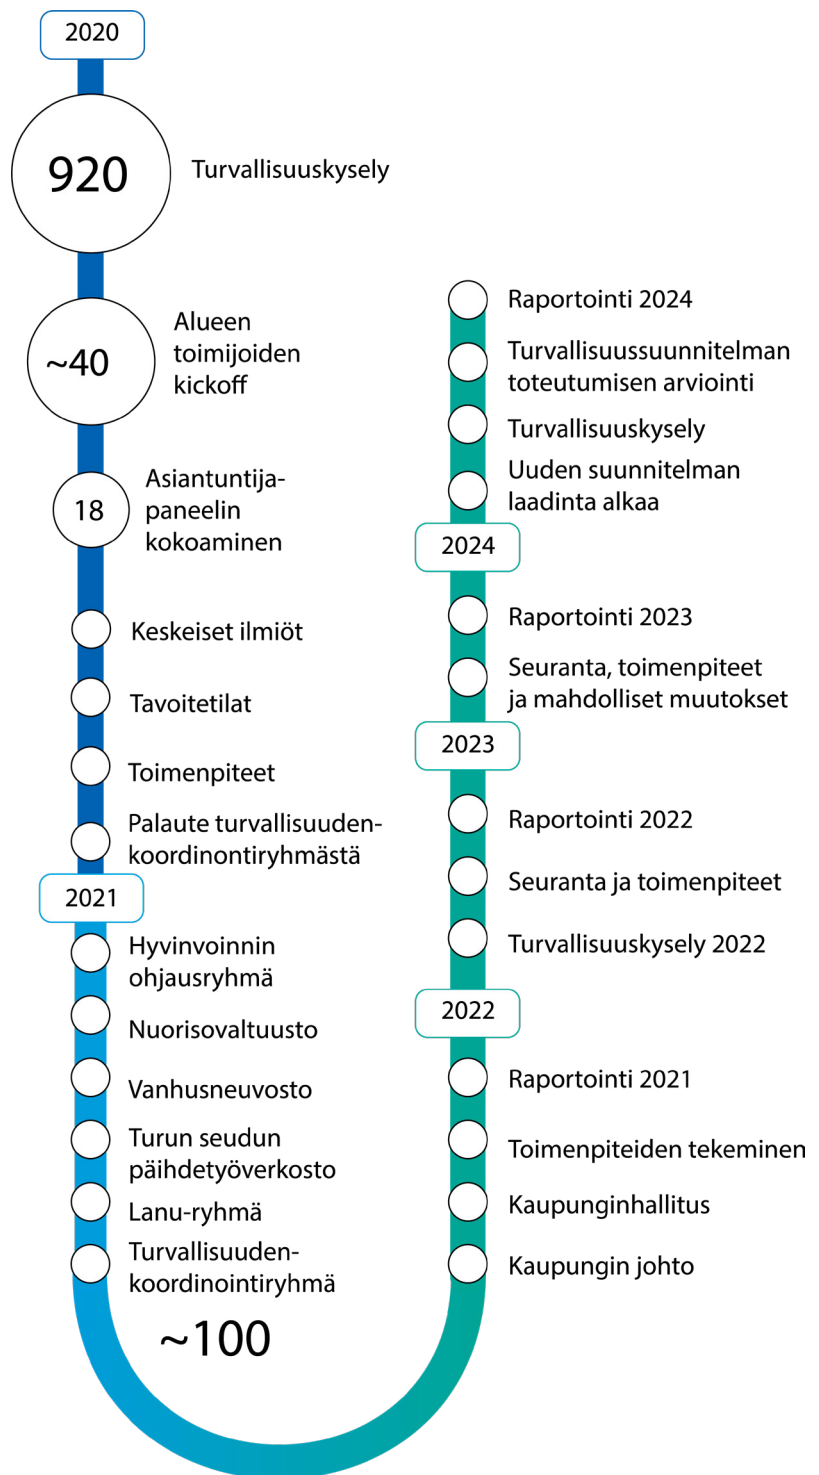 2020
920
Turvallisuuskysely
~40
Alueen
toimijoiden
kickoff
18
Asiantuntija-
paneelin
kokoaminen
Keskeiset ilmiöt
Tavoitetilat
Toimenpiteet
Palaute turvallisuuden-
koordinontiryhmästä
2021
Hyvinvoinnin
ohjausryhmä
Nuorisovaltuusto
Vanhusneuvosto
Turun seudun
päihdetyöverkosto
Lanu-ryhmä
Turvallisuuden-
koordinointiryhmä
~100
Raportointi 2024
Turvallisuussuunnitelman
toteutumisen arviointi
Turvallisuuskysely
Uuden suunnitelman
laadinta alkaa
2024
Raportointi 2023
Seuranta, toimenpiteet
ja mahdolliset muutokset
2023
Raportointi 2022
Seuranta ja toimenpiteet
Turvallisuuskysely 2022
2022
Raportointi 2021
Toimenpiteiden tekeminen
Kaupunginhallitus
Kaupungin johto